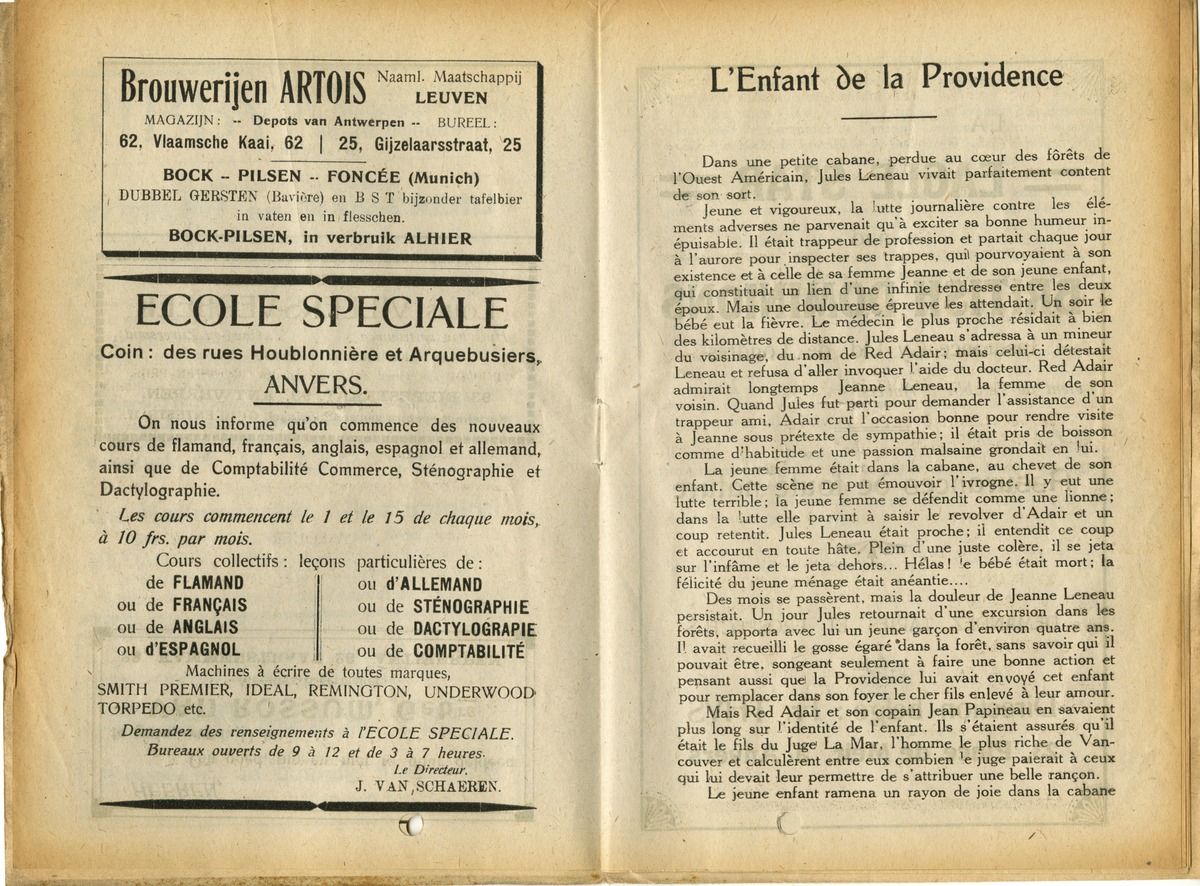 Brouwerijen ARTOIS Naaml. Maatschappij
LEUVEN
MAGAZIJN: -- Depots van Antwerpen -- BUREEL:
62, Vlaamsche Kaai, 62 | 25, Gijzelaarsstraat, 25
BOCK -- PILSEN -- FONCÉE (Munich)
DUBBEL GERSTEN (Bavière) en B S T bijzonder tafelbier
in vaten en in flesschen.
BOCK-PILSEN, in verbruik ALHIER
ECOLE SPECIALE
Coin: des rues Houblonnière et Arquebusiers,
ANVERS.
On nous informe qu'on commence des nouveaux
cours de flamand, français, anglais, espagnol et allemand,
ainsi que de Comptabilité Commerce, Sténographie et
Dactylographie.
Les cours commencent le 1 et le 15 de chaque mois,
à 10 frs. par mois.
Cours collectifs: leçons particulières de:
de FLAMAND ou d'ALLEMAND
ou de FRANÇAIS ou de STÉNOGRAPHIE
ou de ANGLAIS ou de DACTYLOGRAPIE
ou d'ESPAGNOL ou de COMPTABILITÉ
Machines à écrire de toutes marques,
SMITH PREMIER, IDEAL, REMINGTON, UNDERWOOD
TORPEDO etc.
Demandez des renseignements à l'ECOLE SPECIALE.
Bureaux ouverts de 9 à 12 et de 3 à 7 heures.
Le Directeur.
J. VAN SCHAEREN.
L'Enfant de la Providence
Dans une petite cabane, perdue au cœur des fôrêts de
l'Ouest Américain, Jules Leneau vivait parfaitement content
de son sort.
Jeune et vigoureux, la lutte journalière contre les élé-
ments adverses ne parvenait qu'à exciter sa bonne humeur in-
épuisable. Il était trappeur de profession et partait chaque jour
à l'aurore pour inspecter ses trappes, qui pourvoyaient à son
existence et à celle de sa femme Jeanne et de son jeune enfant,
qui constituait un lien d'une infinie tendresse entre les deux
époux. Mais une douloureuse épreuve les attendait. Un soir le
bébé eut la fièvre. Le médecin le plus proche résidait à bien
des kilomètres de distance. Jules Leneau s'adressa à un mineur
du voisinage, du nom de Red Adair; mais celui-ci détestait
Leneau et refusa d'aller invoquer l'aide du docteur. Red Adair
admirait longtemps Jeanne Leneau, la femme de son
voisin. Quand Jules fut parti pour demander l'assistance d'un
trappeur ami, Adair crut l'occasion bonne pour rendre visite
à Jeanne sous prétexte de sympathie; il était pris de boisson
comme d'habitude et une passion malsaine grondait en lui.
La jeune femme était dans la cabane, au chevet de son
enfant. Cette scène ne put émouvoir l'ivrogne. Il y eut une
lutte terrible; la jeune femme se défendit comme une lionne;
dans la lutte elle parvint à saisir le revolver d'Adair et un
coup retentit. Jules Leneau était proche; il entendit ce coup
et accourut en toute hâte. Plein d'une juste colère, il se jeta
sur l'infâme et le jeta dehors... Hélas! le bébé était mort; la
félicité du jeune ménage était anéantie....
Des mois se passèrent, mais la douleur de Jeanne Leneau
persistait. Un jour Jules retournait d'une excursion dans les
forêts, apporta avec lui un jeune garçon d'environ quatre ans.
Il avait recueilli le gosse égaré dans la forêt, sans savoir qui il
pouvait être, songeant seulement à faire une bonne action et
pensant aussi que la Providence lui avait envoyé cet enfant
pour remplacer dans son foyer le cher fils enlevé à leur amour.
Mais Red Adair et son copain Jean Papineau en savaient
plus long sur l'identité de l'enfant. Ils s'étaient assurés qu'il
était le fils du Juge La Mar, l'homme le plus riche de Van-
couver et calculèrent entre eux combien le juge paierait à ceux
qui lui devait leur permettre de s'attribuer une belle rançon.
Le jeune enfant ramena un rayon de joie dans la cabane